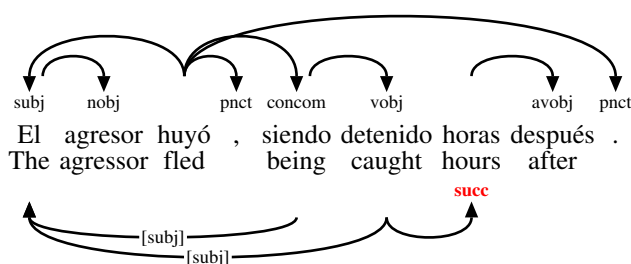 subj nobj pnct concom vobj avobj pnct
El agresor huyó , siendo detenido horas después .
The agressor fled being caught hours after
succ
[subj]
[subj]